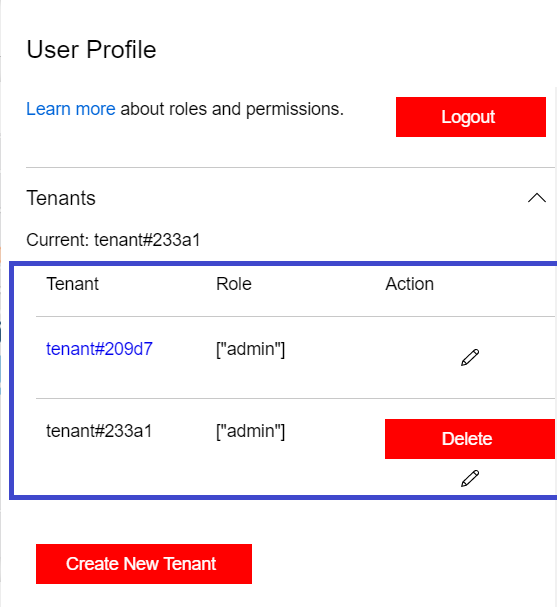 User Profile
Learn more about roles and permissions.
Logout
Tenants
Current: tenant#233a1
Tenant Role Action
tenant#209d7 ["admin"]
tenant#233a1 ["admin"] Delete
Create New Tenant